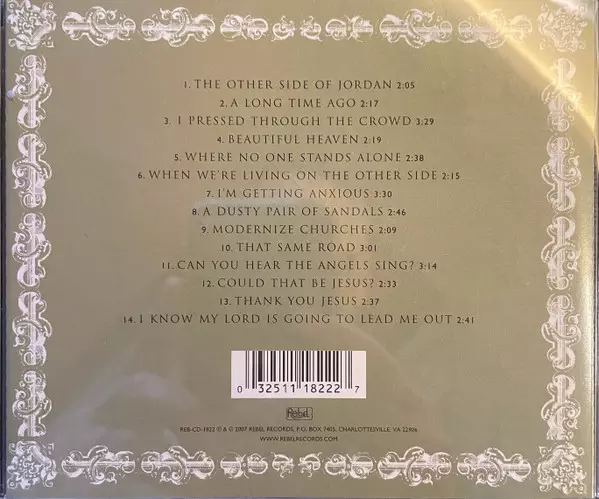 1. THE OTHER SIDE OF JORDAN 2:05
2. A LONG TIME AGO 2:17
3. I PRESSED THROUGH THE CROWD 3:29
4. BEAUTIFUL HEAVEN 2:19
5. WHERE NO ONE STANDS ALONE 2:38
6. WHEN WE'RE LIVING ON THE OTHER SIDE 2:15
7. I'M GETTING ANXIOUS 3:30
8. A DUSTY PAIR OF SANDALS 2:46
9. MODERNIZE CHURCHES 2:09
10. THAT SAME ROAD 3:01
11. CAN YOU HEAR THE ANGELS SING? 3:14
12. COULD THAT BE JESUS? 2:33
13. THANK YOU JESUS 2:37
14. I KNOW MY LORD IS GOING TO LEAD ME OUT 2:41
0 32511 18222 7
Rebel
REB-CD-1822 ℗ & © 2007 REBEL RECORDS, P.O. BOX 7405, CHARLOTTESVILLE, VA 22906
WWW.REBELRECORDS.COM